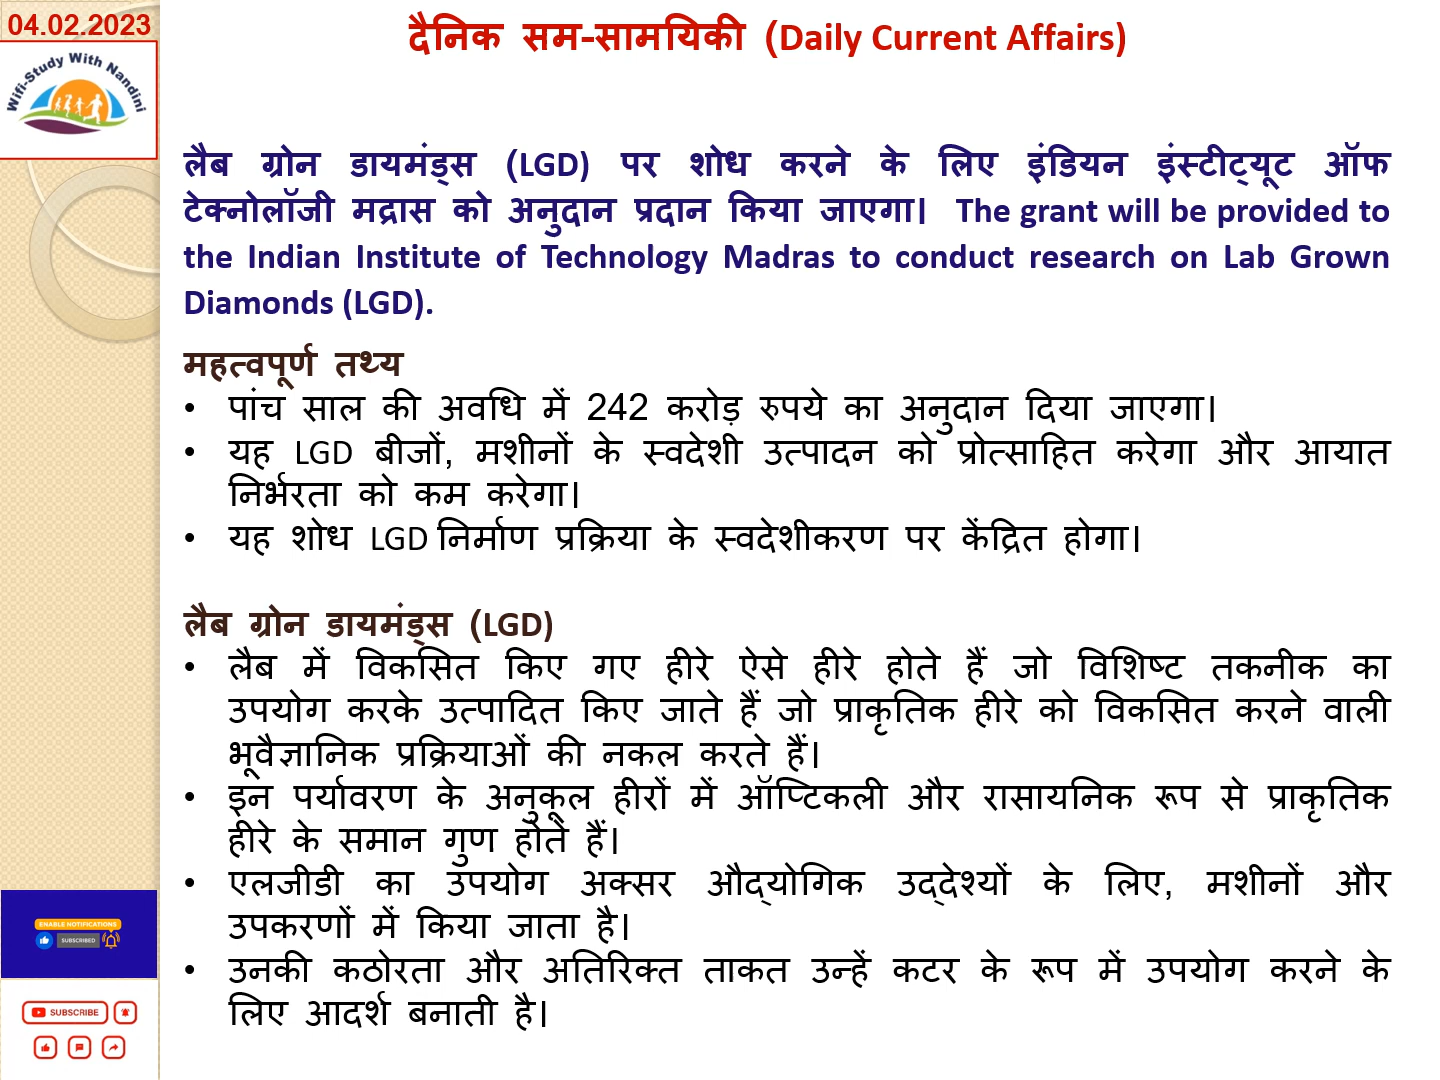 04.02.2023
दैनिक सम-सामयिकी (Daily Current Affairs)
Wifi-Study With Nandini
लैब ग्रोन डायमंड्स (LGD) पर शोध करने के लिए इंडियन इंस्टीट्यूट ऑफ
टेक्नोलॉजी मद्रास को अनुदान प्रदान किया जाएगा। The grant will be provided to
the Indian Institute of Technology Madras to conduct research on Lab Grown
Diamonds (LGD).
महत्वपूर्ण तथ्य
• पांच साल की अवधि में 242 करोड़ रुपये का अनुदान दिया जाएगा।
• यह LGD बीजों, मशीनों के स्वदेशी उत्पादन को प्रोत्साहित करेगा और आयात
निर्भरता को कम करेगा।
• यह शोध LGD निर्माण प्रक्रिया के स्वदेशीकरण पर केंद्रित होगा।
लैब ग्रोन डायमंड्स (LGD)
• लैब में विकसित किए गए हीरे ऐसे हीरे होते हैं जो विशिष्ट तकनीक का
उपयोग करके उत्पादित किए जाते हैं जो प्राकृतिक हीरे को विकसित करने वाली
भूवैज्ञानिक प्रक्रियाओं की नकल करते हैं।
• इन पर्यावरण के अनुकूल हीरों में ऑप्टिकली और रासायनिक रूप से प्राकृतिक
हीरे के समान गुण होते हैं।
• एलजीडी का उपयोग अक्सर औद्योगिक उद्देश्यों के लिए, मशीनों और
उपकरणों में किया जाता है।
• उनकी कठोरता और अतिरिक्त ताकत उन्हें कटर के रूप में उपयोग करने के
लिए आदर्श बनाती है।
ENABLE NOTIFICATIONS
SUBSCRIBED
SUBSCRIBE